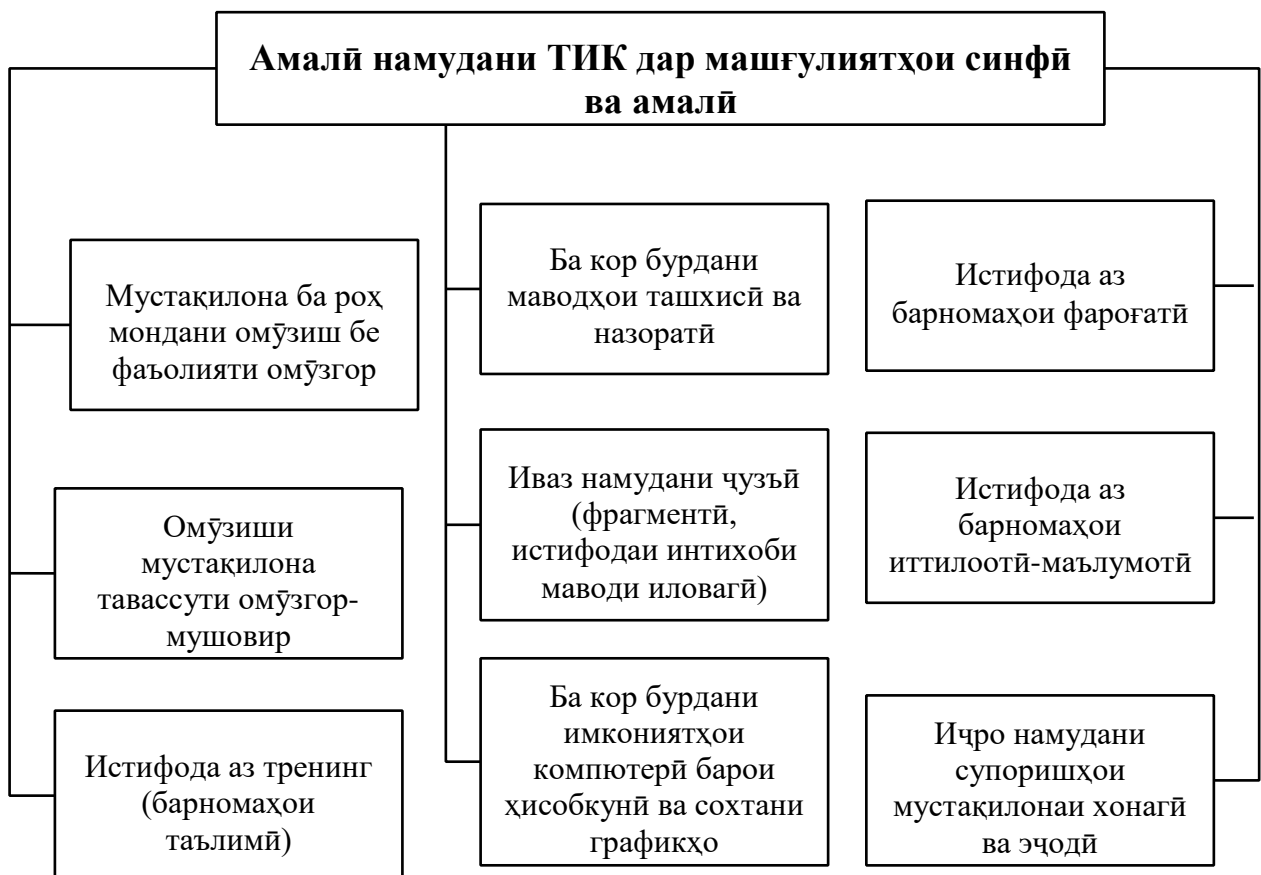 Амалӣ намудани ТИК дар машғулиятҳои синфӣ
ва амалӣ
Мустақилона ба роҳ
мондани омӯзиш бе
фаъолияти омӯзгор
Омӯзиши
мустақилона
тавассути омӯзгор-
мушовир
Истифода аз тренинг
(барномаҳои
таълимӣ)
Ба кор бурдани
маводҳои ташхисӣ ва
назоратӣ
Иваз намудани ҷузъӣ
(фрагментӣ,
истифодаи интихоби
маводи иловагӣ)
Ба кор бурдани
имкониятҳои
компютерӣ барои
ҳисобкунӣ ва сохтани
графикҳо
Истифода аз
барномаҳои фароғатӣ
Истифода аз
барномаҳои
иттилоотӣ-маълумотӣ
Иҷро намудани
супоришҳои
мустақилонаи хонагӣ
ва эҷодӣ